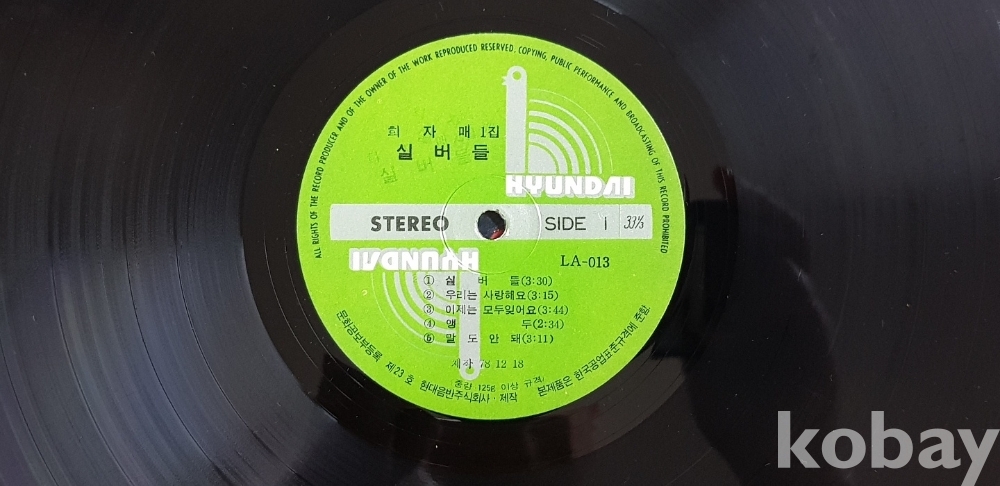 ALL RIGHTS OF THE RECORD PRODUCER AND OF THE OWNER OF THE WORK REPRODUCED RESERVED. COPYING, PUBLIC PERFORMANCE AND BROADCASTING OF THIS RECORD PROHIBITED
희 자 매 1집
실 버 들
HYUNDAI
STEREO SIDE 1 33⅓
HYUNDAI
LA-013
① 실 버 들(3:30)
② 우리는 사랑해요(3:15)
③ 이제는 모두잊어요(3:44)
④ 앵 두(2:34)
⑤ 말 도 안 돼(3:11)
제작 78 12 18
중량 125g 이상 규격
문화공보부등록 제23호 현대음반주식회사·제작 본제품은 한국공업표준규격에 준함
kobay